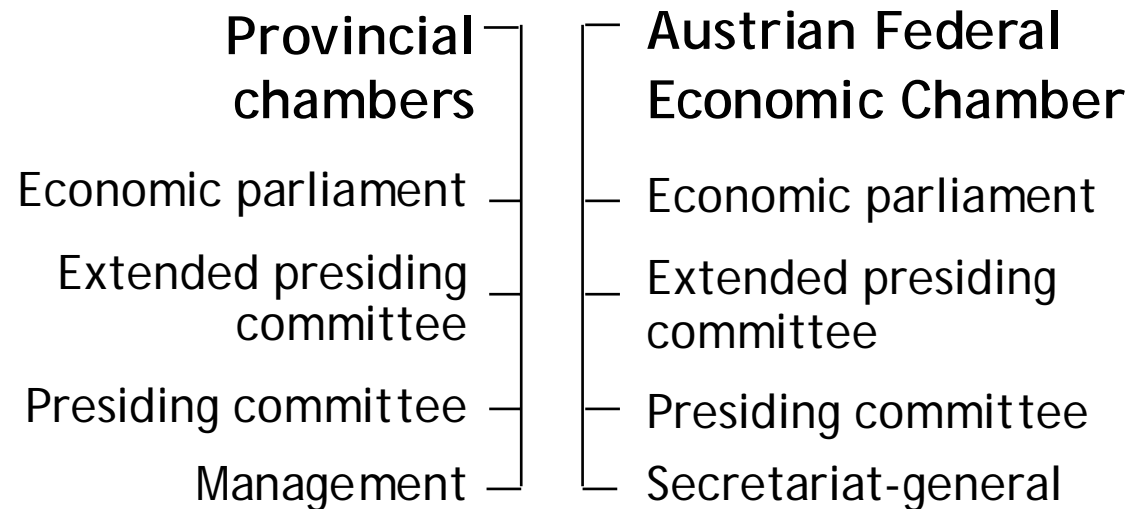 Provincial
chambers
Economic parliament
Extended presiding
committee
Presiding committee
Management
Austrian Federal
Economic Chamber
Economic parliament
Extended presiding
committee
Presiding committee
Secretariat-general